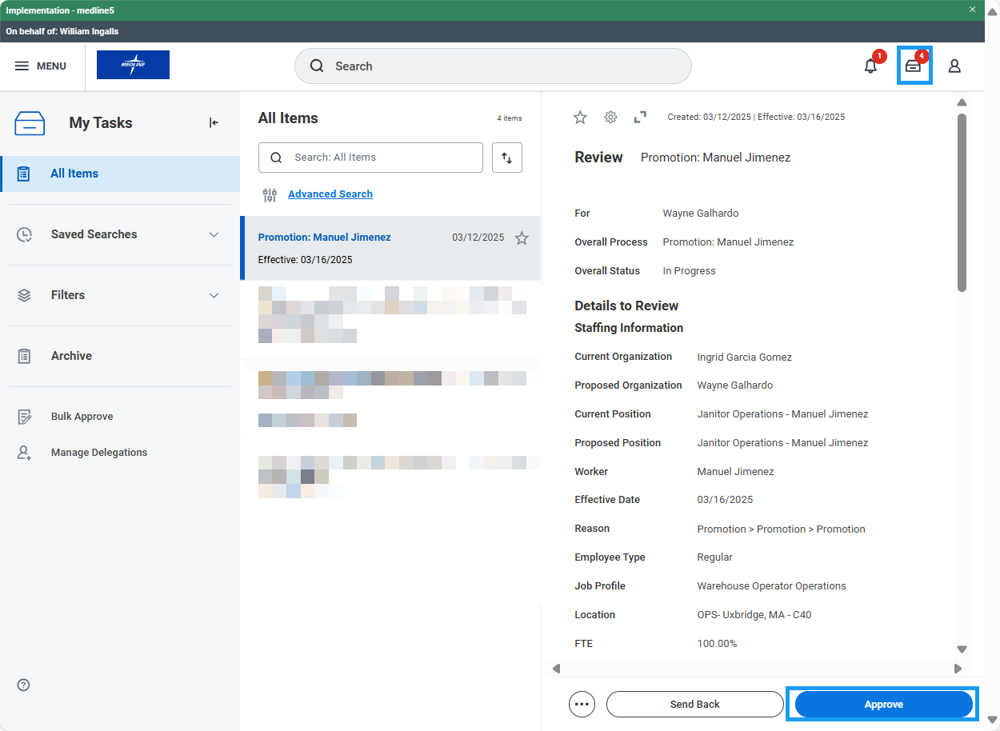 Implementation - medline5
On behalf of: William Ingalls
MENU
MEDLINE
Search
1
4
My Tasks
All Items
Saved Searches
Filters
Archive
Bulk Approve
Manage Delegations
All Items
4 items
Search: All Items
Advanced Search
Promotion: Manuel Jimenez 03/12/2025
Effective: 03/16/2025
Created: 03/12/2025 | Effective: 03/16/2025
Review Promotion: Manuel Jimenez
For Wayne Galhardo
Overall Process Promotion: Manuel Jimenez
Overall Status In Progress
Details to Review
Staffing Information
Current Organization Ingrid Garcia Gomez
Proposed Organization Wayne Galhardo
Current Position Janitor Operations - Manuel Jimenez
Proposed Position Janitor Operations - Manuel Jimenez
Worker Manuel Jimenez
Effective Date 03/16/2025
Reason Promotion > Promotion > Promotion
Employee Type Regular
Job Profile Warehouse Operator Operations
Location OPS- Uxbridge, MA - C40
FTE 100.00%
Send Back
Approve